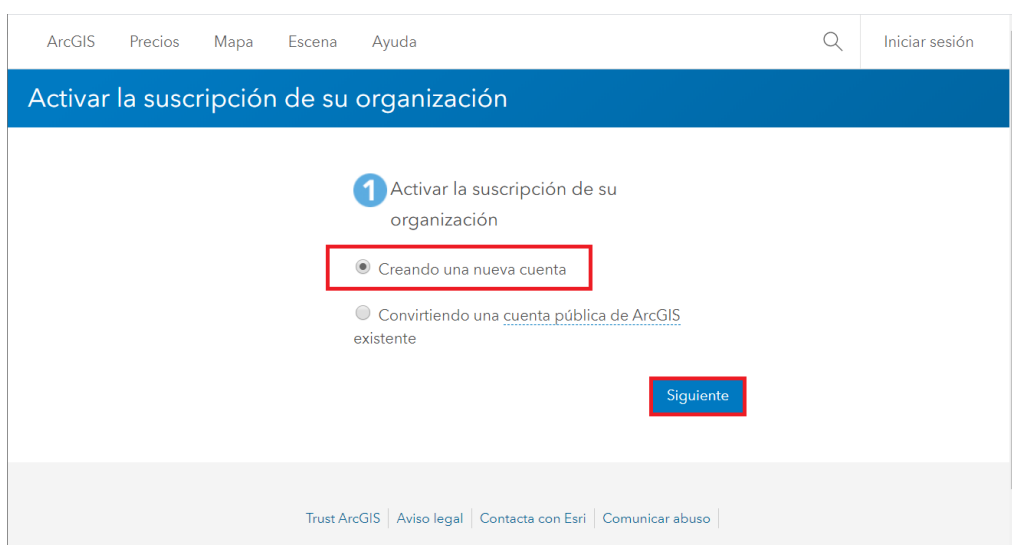 ArcGIS Precios Mapa Escena Ayuda Iniciar sesión
Activar la suscripción de su organización
1 Activar la suscripción de su
organización
Creando una nueva cuenta
Convirtiendo una cuenta pública de ArcGIS
existente
Siguiente
Trust ArcGIS Aviso legal Contacta con Esri Comunicar abuso